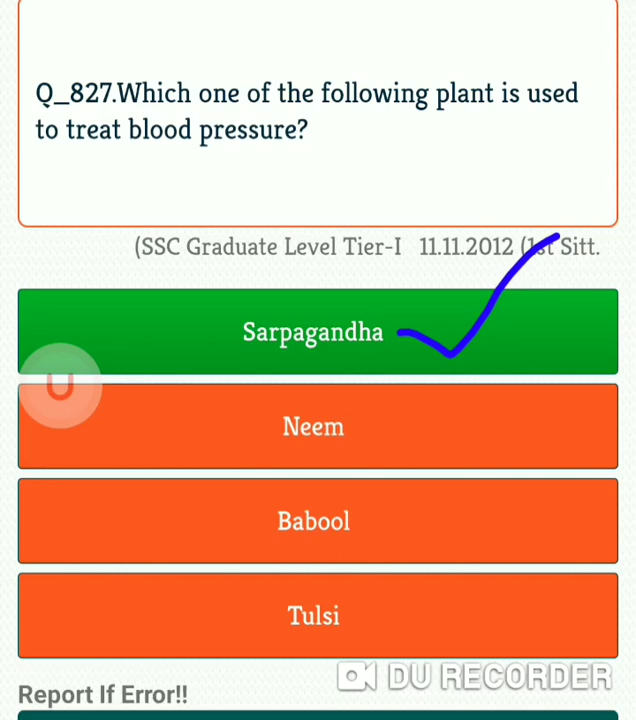 Q_827.Which one of the following plant is used
to treat blood pressure?
(SSC Graduate Level Tier-I 11.11.2012 (1st Sitt.
Sarpagandha
Neem
Babool
Tulsi
DU RECORDER
Report If Error!!